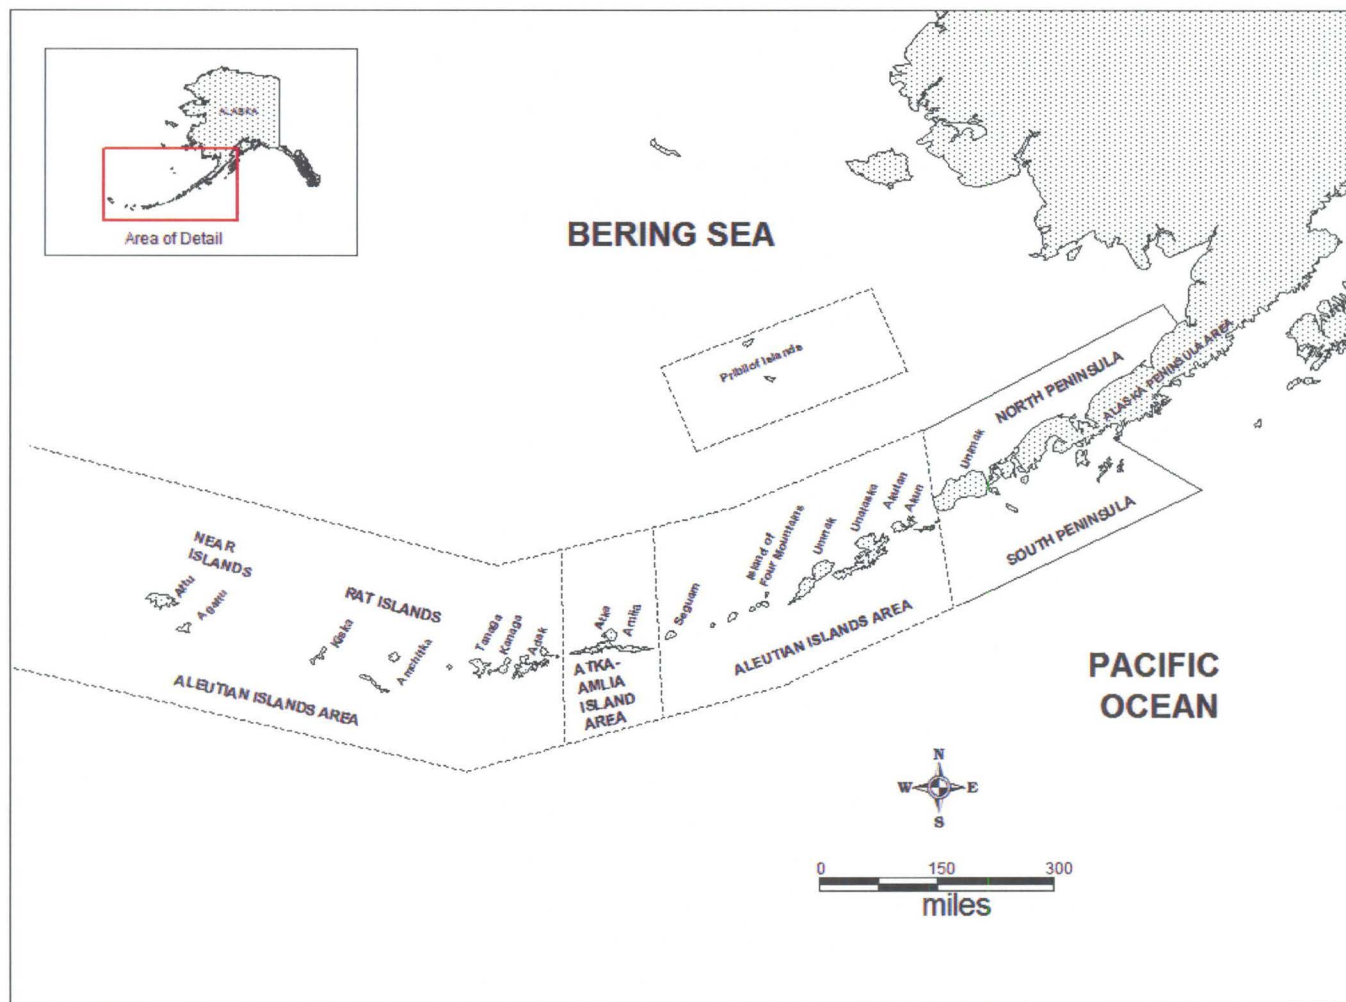 ALASKA
Area of Detail
BERING SEA
Pribilof Islands
NORTH PENINSULA
ALASKA PENINSULA AREA
SOUTH PENINSULA
Unimak
Akun
Akutan
Unalaska
Umnak
Island of
Four Mountains
Seguam
ALEUTIAN ISLANDS AREA
Atka
Amlia
ATKA-
AMLIA
ISLAND
AREA
Adak
Kanaga
Tanaga
RAT ISLANDS
Amchitka
Kiska
NEAR
ISLANDS
Attu
Agattu
ALEUTIAN ISLANDS AREA
PACIFIC
OCEAN
N
W E
S
0 150 300
miles